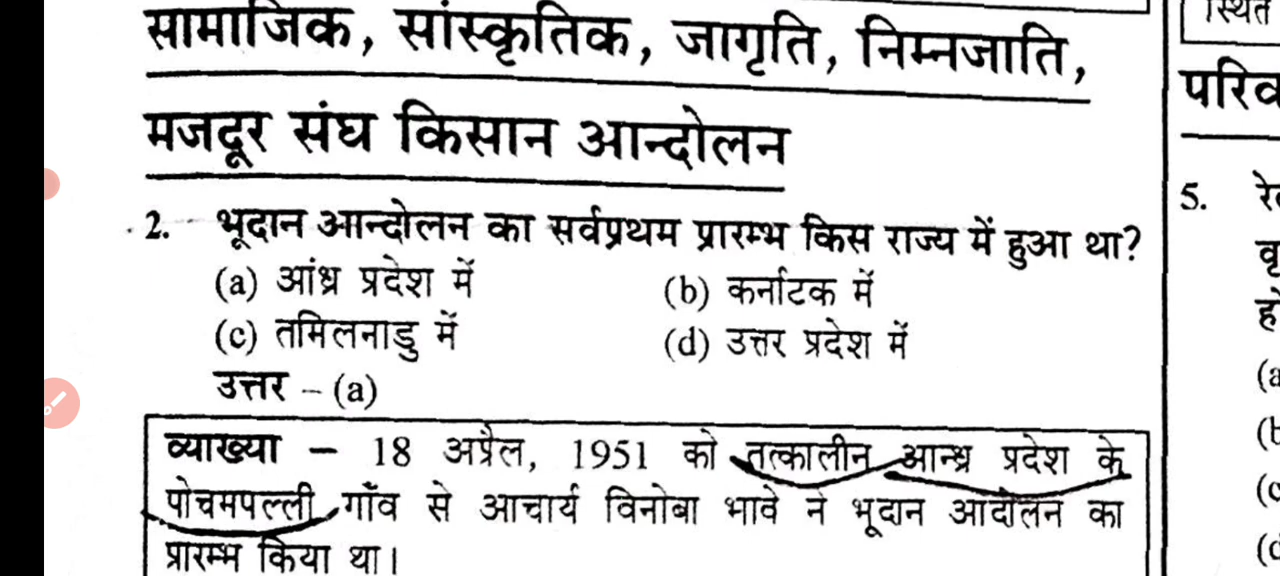 सामाजिक, सांस्कृतिक, जागृति, निम्नजाति,
मजदूर संघ किसान आन्दोलन
2. भूदान आन्दोलन का सर्वप्रथम प्रारम्भ किस राज्य में हुआ था?
(a) आंध्र प्रदेश में (b) कर्नाटक में
(c) तमिलनाडु में (d) उत्तर प्रदेश में
उत्तर – (a)
व्याख्या – 18 अप्रैल, 1951 को तत्कालीन आन्ध्र प्रदेश के
पोचमपल्ली गाँव से आचार्य विनोबा भावे ने भूदान आंदोलन का
प्रारम्भ किया था।
5.